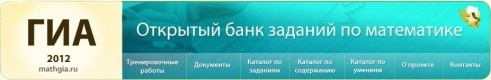 ГИА
2012
mathgia.ru
Открытый банк заданий по математике
Тренировочные работы
Документы
Каталог по заданиям
Каталог по содержанию
Каталог по умениям
О проекте
Контакты